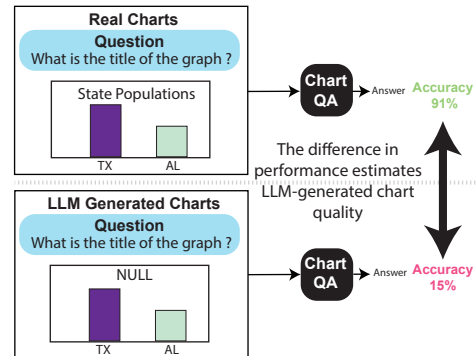 Real Charts
Question
What is the title of the graph ?
State Populations
TX
AL
Chart
QA
Answer
Accuracy
91%
The difference in
performance estimates
LLM-generated chart
quality
LLM Generated Charts
Question
What is the title of the graph ?
NULL
TX
AL
Chart
QA
Answer
Accuracy
15%